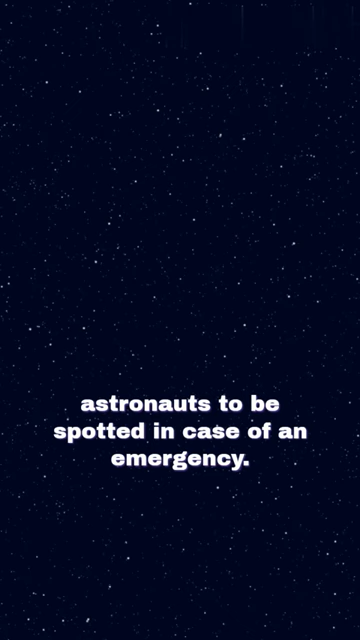 astronauts to be
spotted in case of an
emergency.